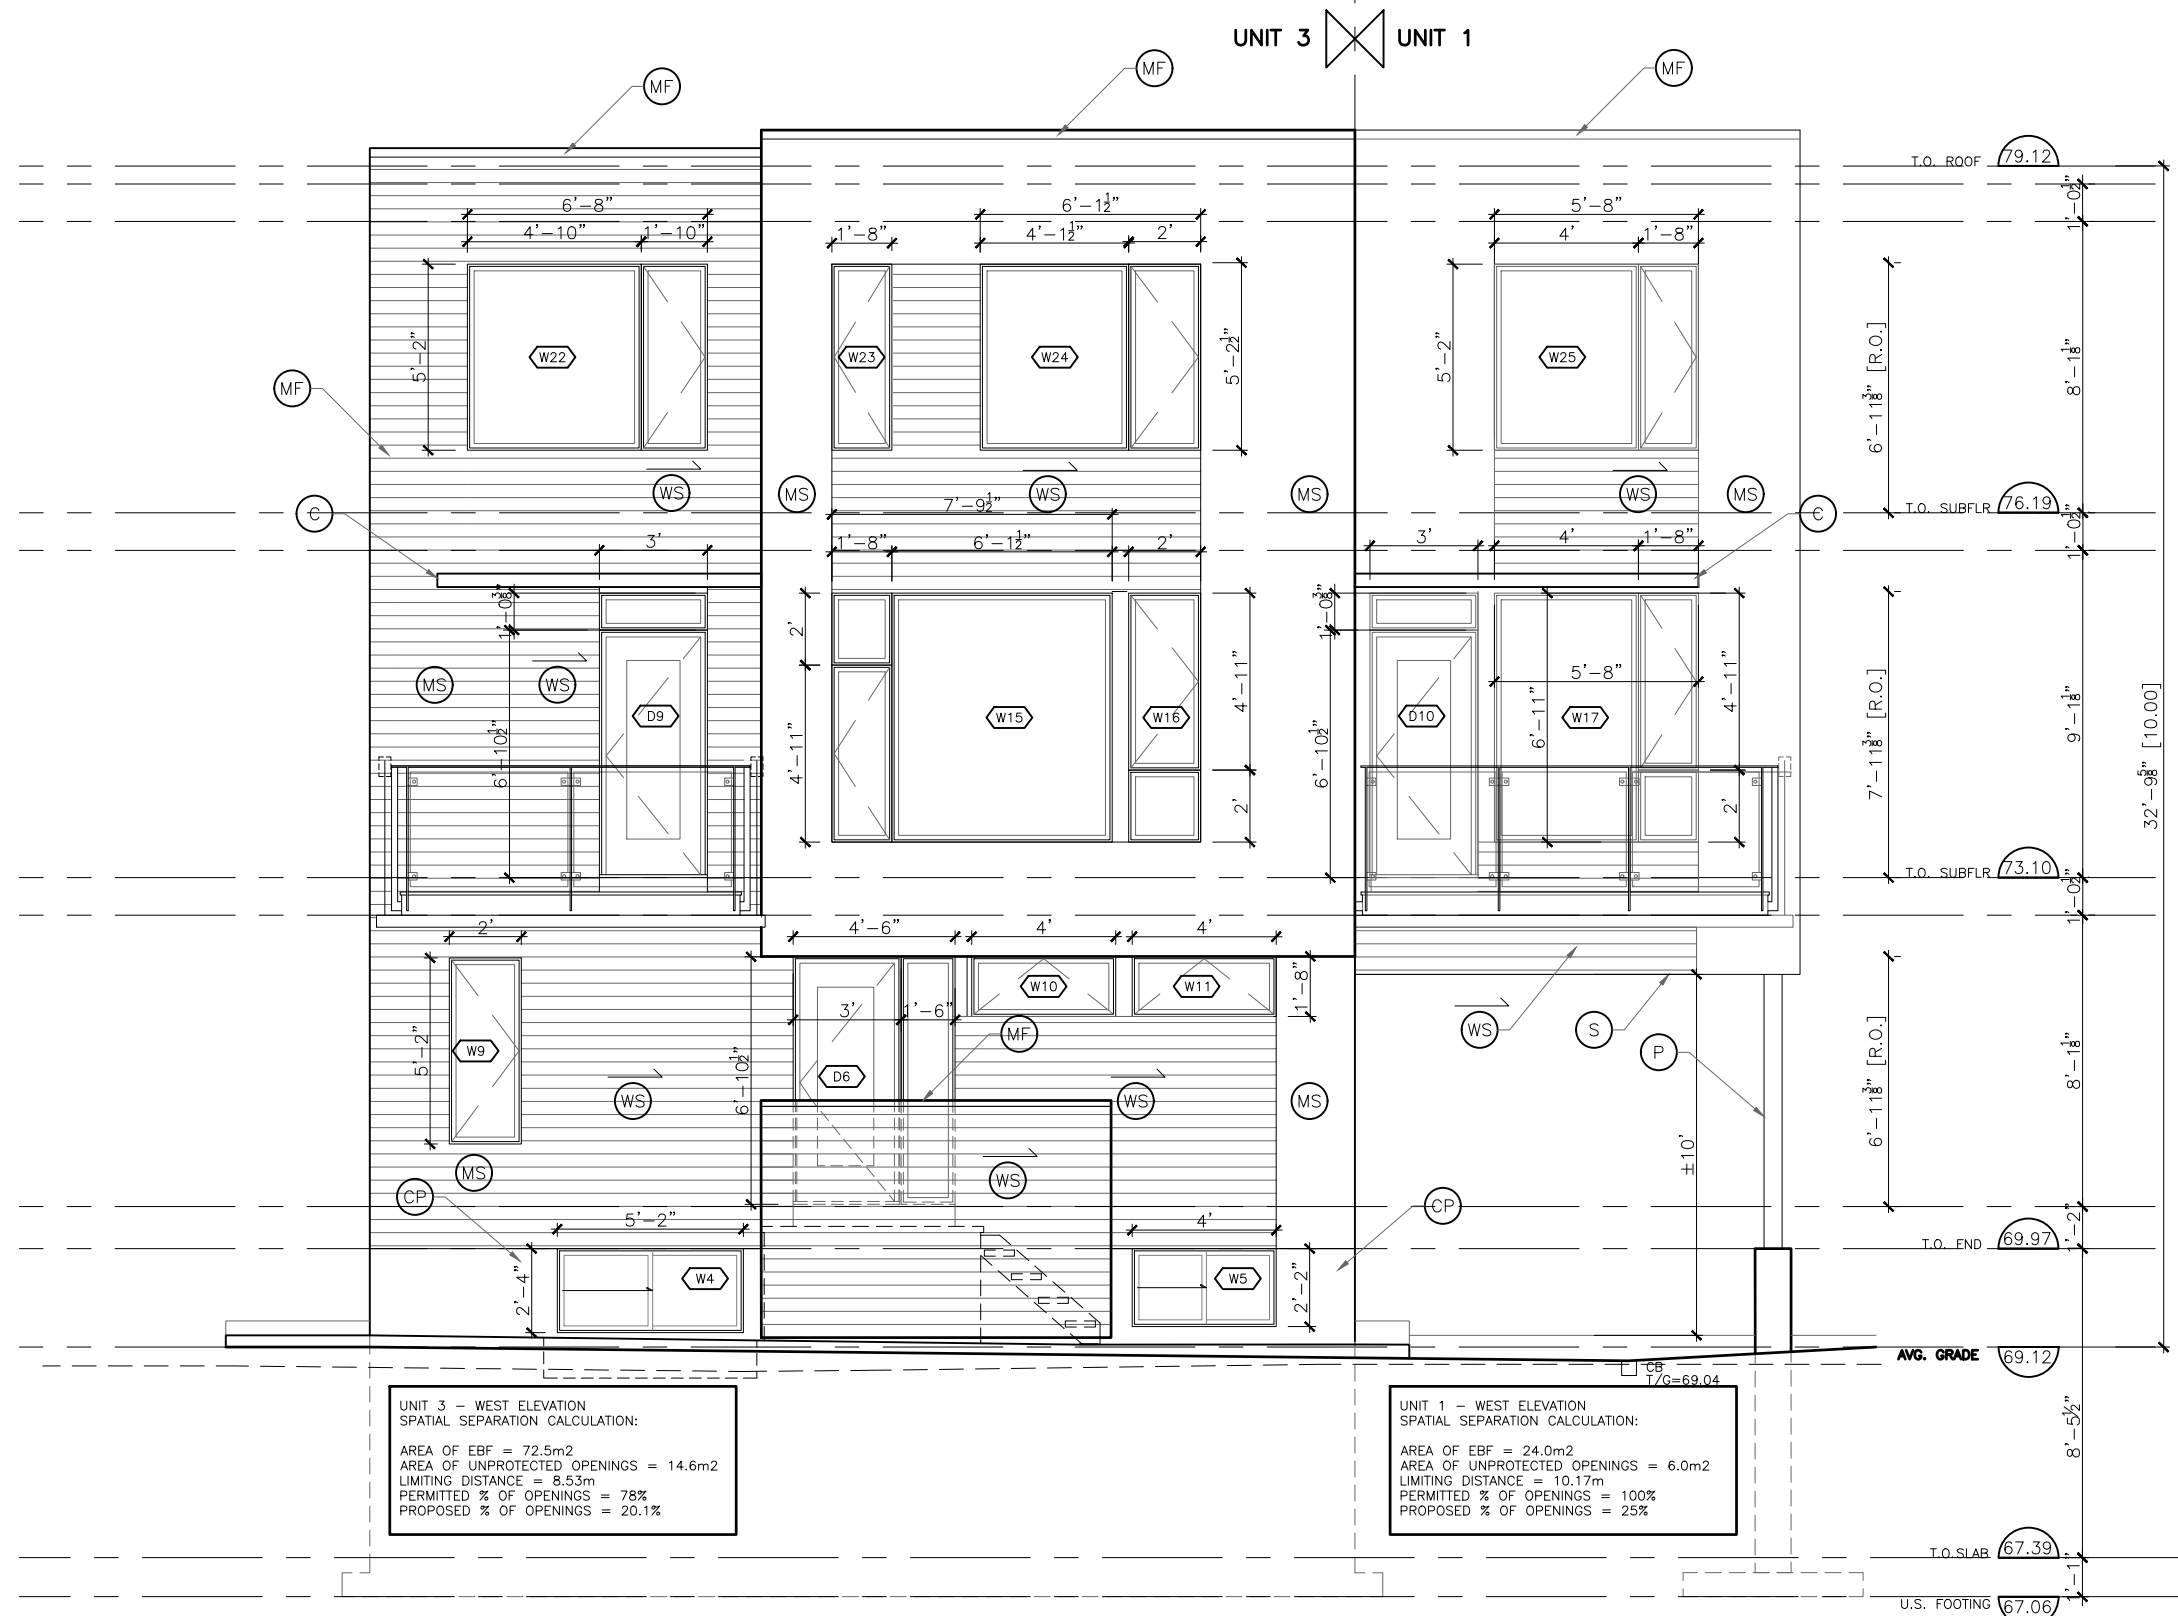 UNIT 3 UNIT 1
MF MF MF
T.O. ROOF 79.12
1'-0½"
6'-8" 6'-1½" 5'-8"
4'-10" 1'-10" 1'-8" 4'-1½" 2' 4' 1'-8"
5'-2" W22 W23 W24 5'-2½" 5'-2" W25 6'-11⅜" [R.O.] 8'-1⅛"
MF
WS MS WS MS WS MS
C 7'-9½" C T.O. SUBFLR 76.19
1'-0½"
3' 1'-8" 6'-1½" 2' 3' 4' 1'-8"
1'-0⅜" 2' 1'-0⅜"
MS WS 4'-11" 5'-8" 4'-11"
D9 W15 W16 D10 6'-11" W17 7'-11⅜" [R.O.] 9'-1⅛" 32'-9⅝" [10.00]
6'-10½" 4'-11" 6'-10½"
2' 2'
T.O. SUBFLR 73.10
1'-0½"
2' 4'-6" 4' 4'
W10 W11 1'-8"
3' 1'-6"
MF WS S
5'-2" W9 P
6'-10½" D6 6'-11⅜" [R.O.] 8'-1⅛"
WS WS MS
±10'
MS WS
CP CP
5'-2" 4' 1'-2"
T.O. END 69.97
2'-4" W4 W5 2'-2"
AVG. GRADE 69.12
CB
T/G=69.04
8'-5½"
UNIT 3 - WEST ELEVATION
SPATIAL SEPARATION CALCULATION:
AREA OF EBF = 72.5m2
AREA OF UNPROTECTED OPENINGS = 14.6m2
LIMITING DISTANCE = 8.53m
PERMITTED % OF OPENINGS = 78%
PROPOSED % OF OPENINGS = 20.1%
UNIT 1 - WEST ELEVATION
SPATIAL SEPARATION CALCULATION:
AREA OF EBF = 24.0m2
AREA OF UNPROTECTED OPENINGS = 6.0m2
LIMITING DISTANCE = 10.17m
PERMITTED % OF OPENINGS = 100%
PROPOSED % OF OPENINGS = 25%
T.O.SLAB 67.39
1'-1"
U.S. FOOTING 67.06